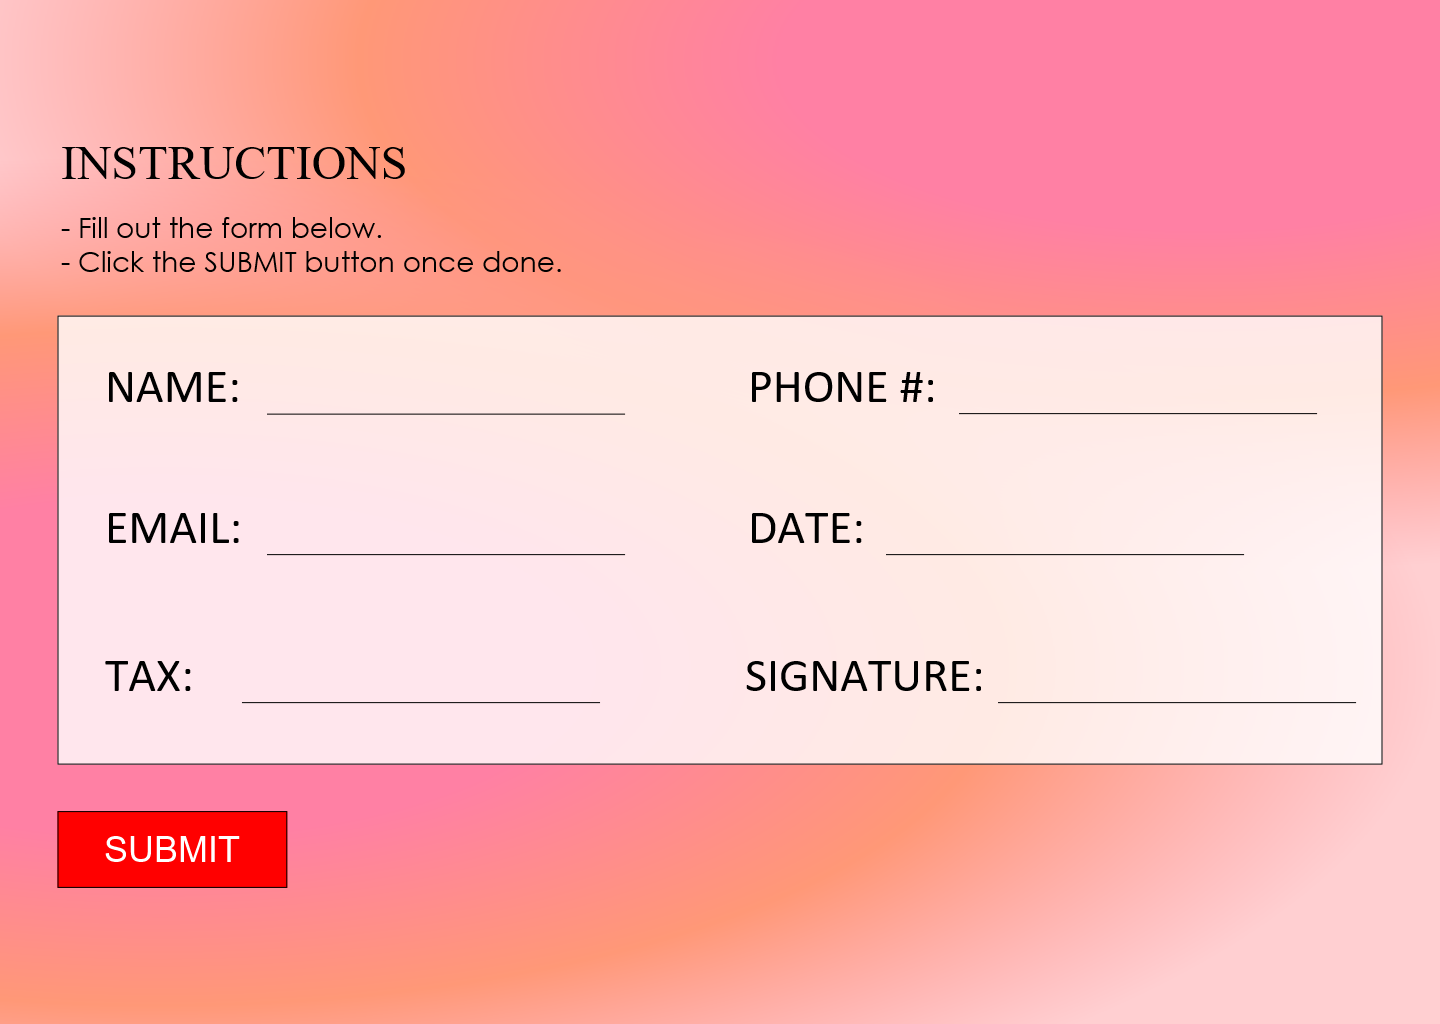 INSTRUCTIONS
- Fill out the form below.
- Click the SUBMIT button once done.
NAME:
PHONE #:
EMAIL:
DATE:
TAX:
SIGNATURE:
SUBMIT